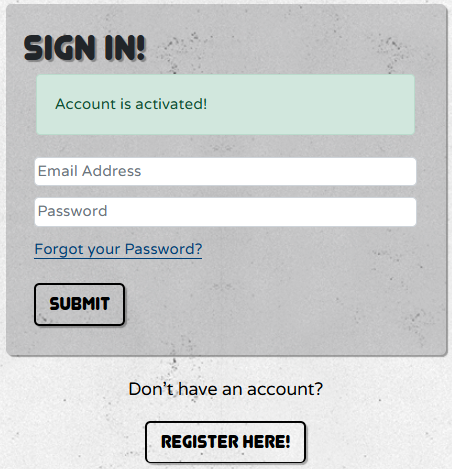 SIGN IN!
Account is activated!
Email Address
Password
Forgot your Password?
SUBMIT
Don't have an account?
REGISTER HERE!